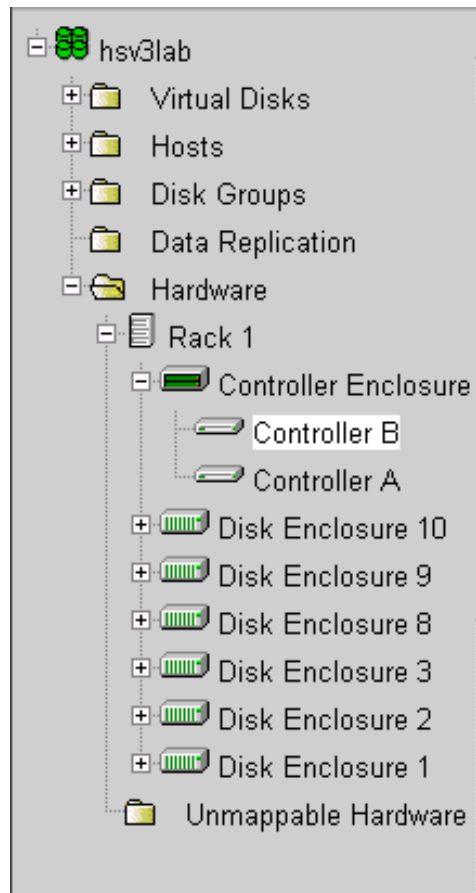 hsv3lab
Virtual Disks
Hosts
Disk Groups
Data Replication
Hardware
Rack 1
Controller Enclosure
Controller B
Controller A
Disk Enclosure 10
Disk Enclosure 9
Disk Enclosure 8
Disk Enclosure 3
Disk Enclosure 2
Disk Enclosure 1
Unmappable Hardware